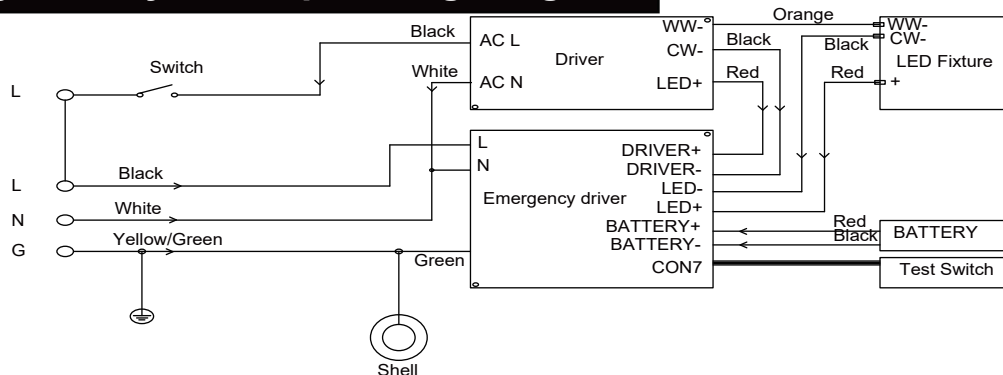 Orange
Black
AC L
WW-
WW-
White
Driver
CW-
Black
Black
CW-
LED Fixture
Switch
AC N
LED+
Red
Red
+
L
L
N
DRIVER+
DRIVER-
Emergency driver
LED-
LED+
L
Black
BATTERY+
Red
BATTERY
N
White
BATTERY-
Black
G
Yellow/Green
Green
CON7
Test Switch
Shell